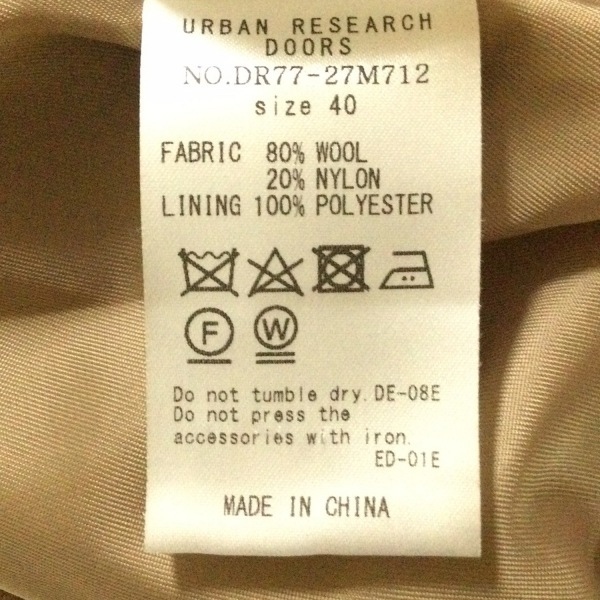 URBAN RESEARCH
DOORS
NO.DR77-27M712
size 40
FABRIC 80% WOOL
20% NYLON
LINING 100% POLYESTER
F W
Do not tumble dry. DE-08E
Do not press the
accessories with iron.
ED-01E
MADE IN CHINA